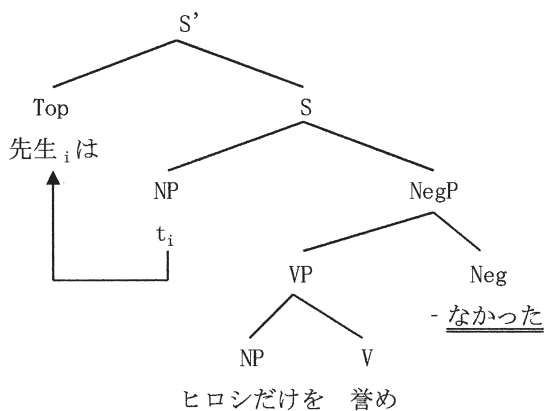 S’
Top S
先生iは
NP NegP
ti
VP Neg
-なかった
NP V
ヒロシだけを 誉め